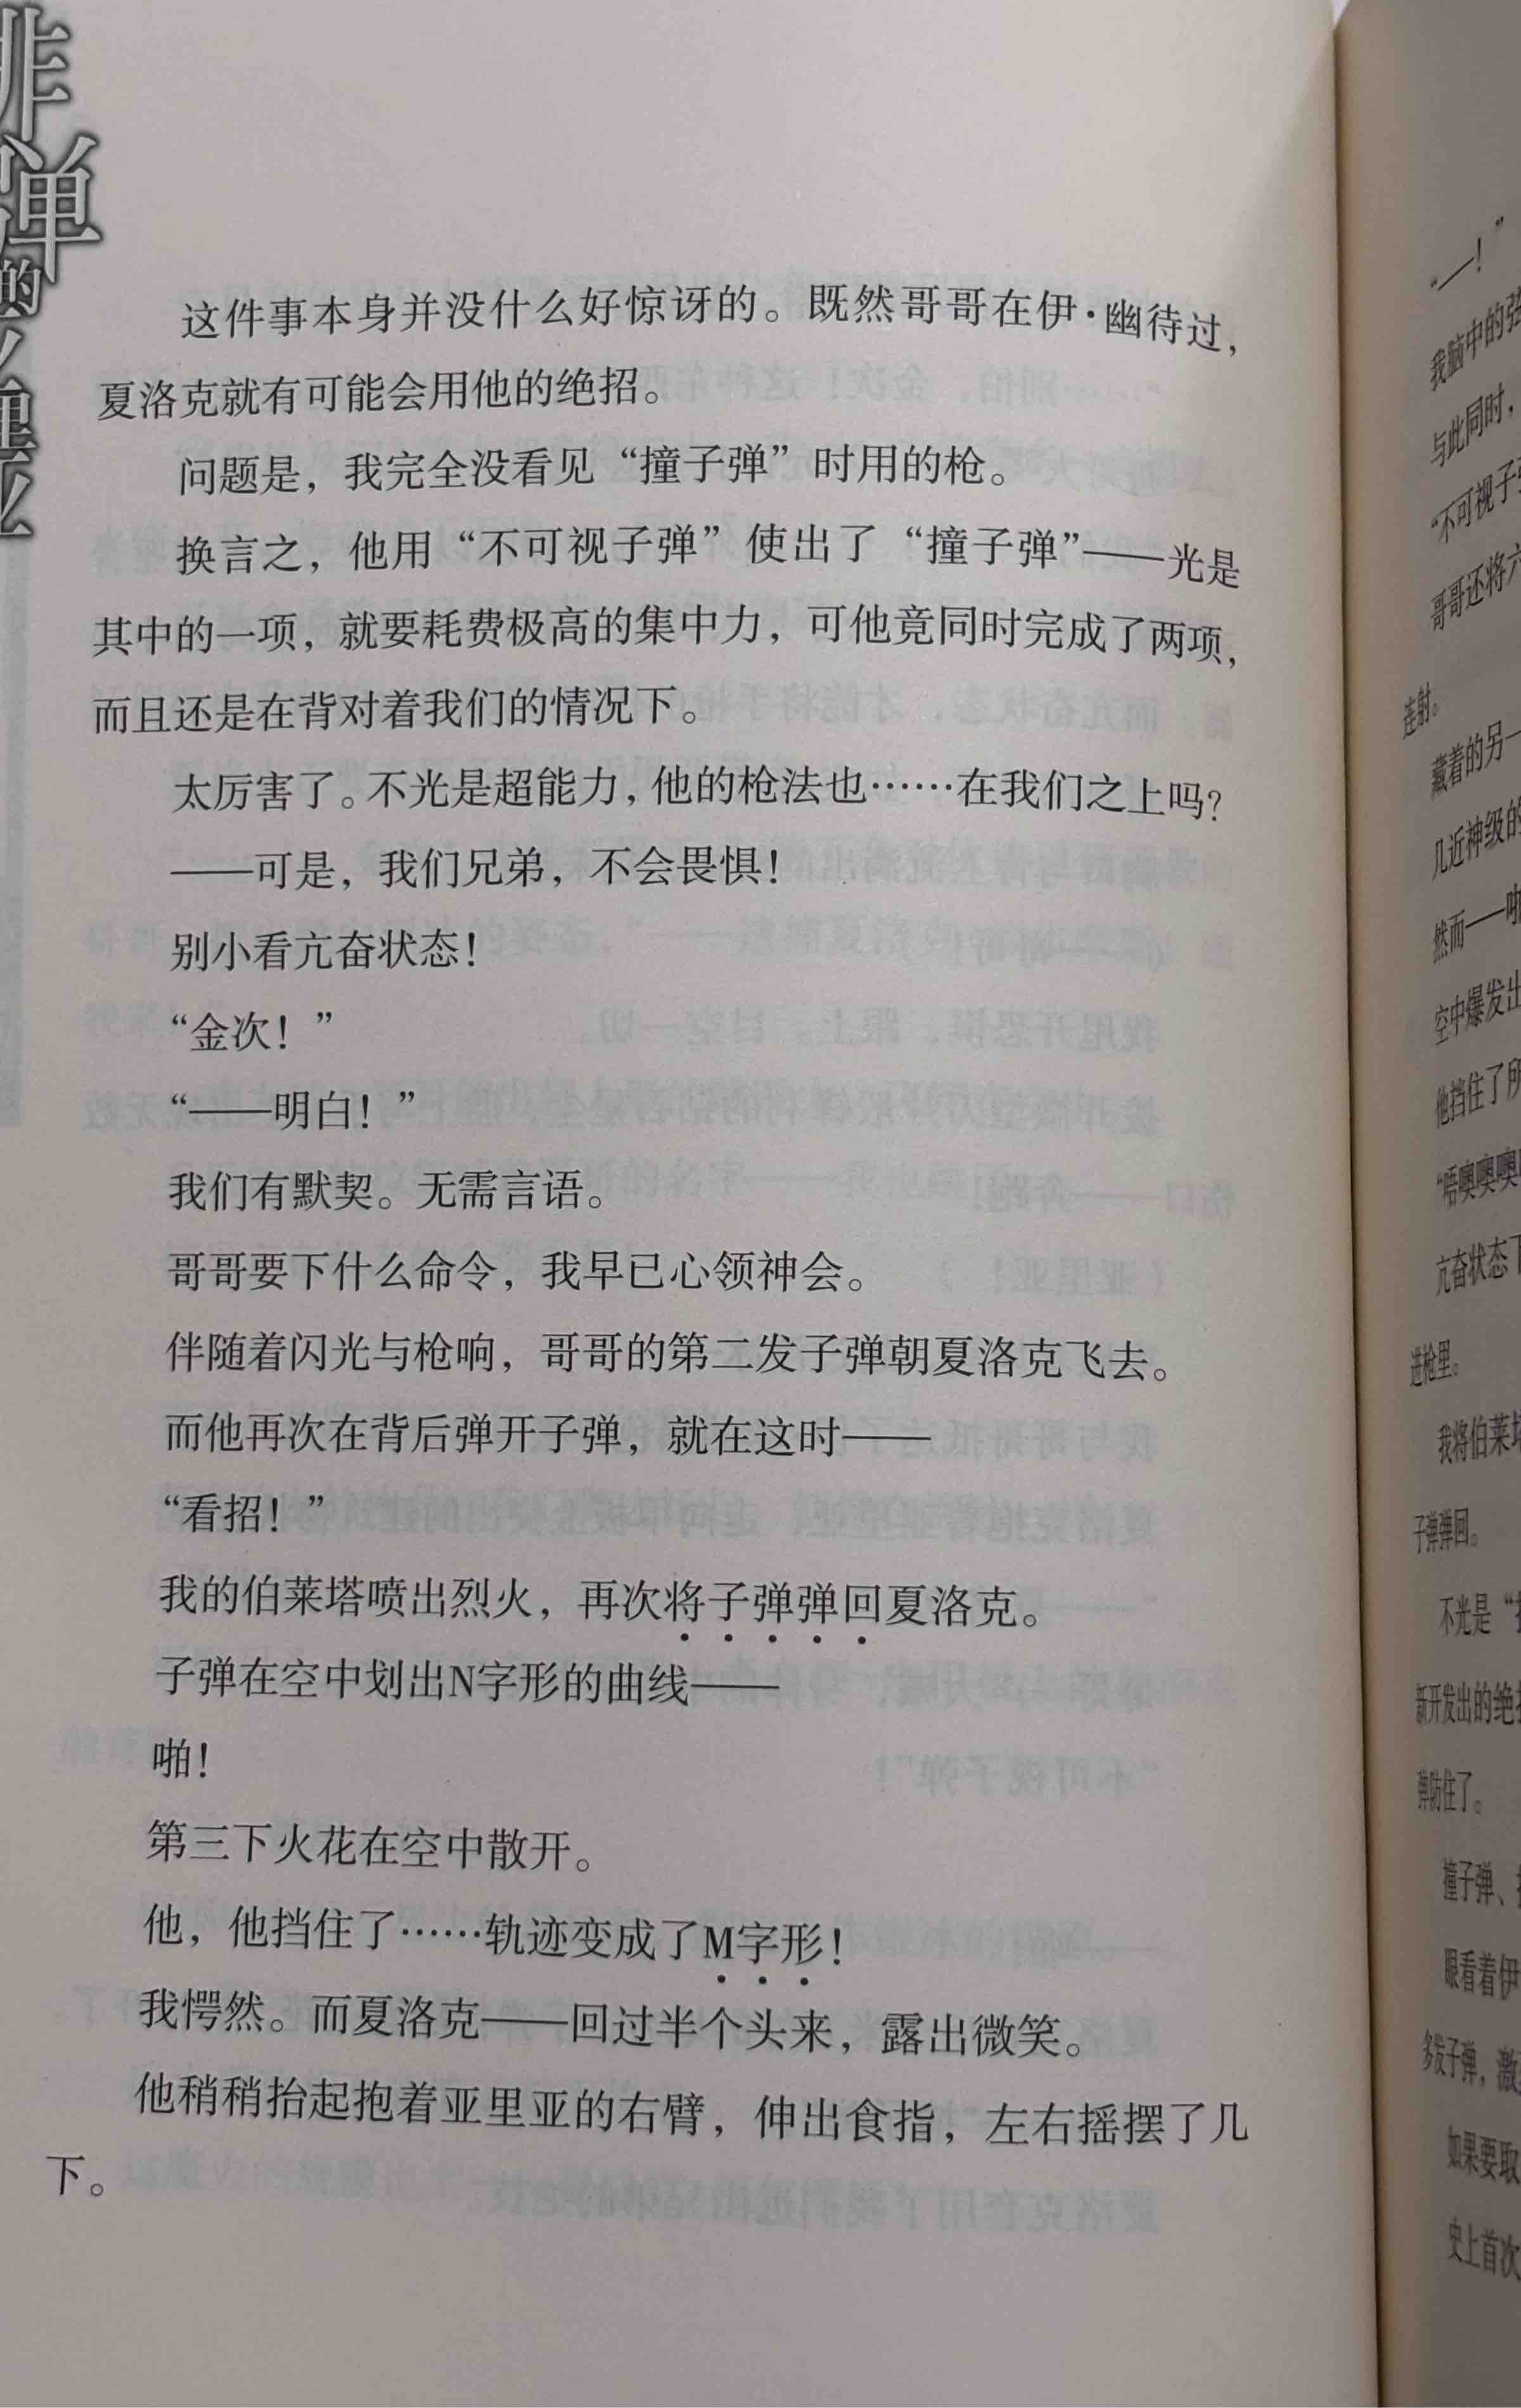 绯
弹
的
亚
里
亚
这件事本身并没什么好惊讶的。既然哥哥在伊·幽待过，
夏洛克就有可能会用他的绝招。
问题是，我完全没看见“撞子弹”时用的枪。
换言之，他用“不可视子弹”使出了“撞子弹”——光是
其中的一项，就要耗费极高的集中力，可他竟同时完成了两项，
而且还是在背对着我们的情况下。
太厉害了。不光是超能力，他的枪法也……在我们之上吗？
——可是，我们兄弟，不会畏惧！
别小看亢奋状态！
“金次！”
“——明白！”
我们有默契。无需言语。
哥哥要下什么命令，我早已心领神会。
伴随着闪光与枪响，哥哥的第二发子弹朝夏洛克飞去。
而他再次在背后弹开子弹，就在这时——
“看招！”
我的伯莱塔喷出烈火，再次将子弹弹回夏洛克。
子弹在空中划出N字形的曲线——
啪！
第三下火花在空中散开。
他，他挡住了……轨迹变成了M字形！
我愕然。而夏洛克——回过半个头来，露出微笑。
他稍稍抬起抱着亚里亚的右臂，伸出食指，左右摇摆了几
下。
“—！”
我脑中的
与此同时，
“不可视子
哥哥还将六
连射。
藏着的另一
几近神级的
然而——啪
空中爆发出
他挡住了所
“唔噢噢噢
亢奋状态下
进枪里。
我将伯莱塔
子弹弹回。
不光是“
新开发出的绝
弹防住了。
撞子弹、
眼看着伊
多发子弹，激
如果要取
史上首次